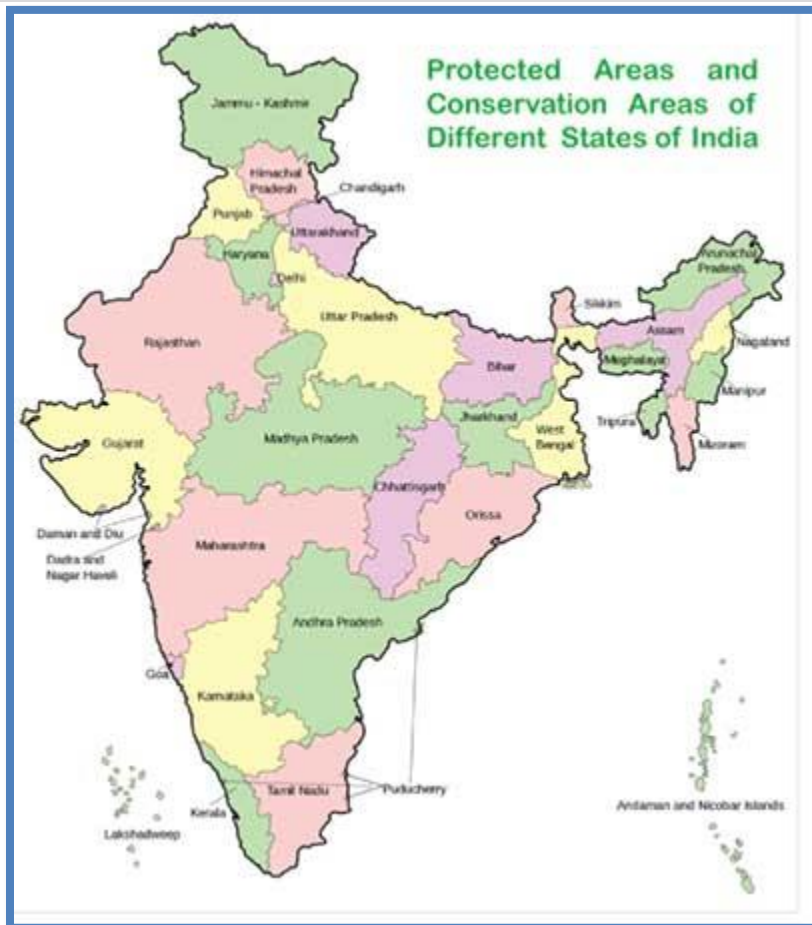 Protected Areas and
Conservation Areas of
Different States of India
Jammu - Kashmir
Himachal
Pradesh
Chandigarh
Punjab
Uttarakhand
Haryana
Delhi
Arunachal
Pradesh
Sikkim
Uttar Pradesh
Rajasthan
Assam
Nagaland
Meghalaya
Bihar
Manipur
Jharkhand
Tripura
West
Bengal
Gujarat
Madhya Pradesh
Mizoram
Chhattisgarh
Orissa
Daman and Diu
Maharashtra
Dadra and
Nagar Haveli
Andhra Pradesh
Goa
Karnataka
Tamil Nadu
Puducherry
Kerala
Andaman and Nicobar Islands
Lakshadweep